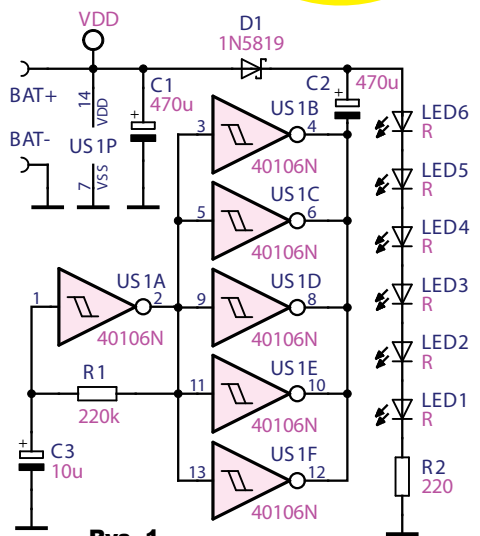 VDD
D1
1N5819
BAT+
14
VDD
C1
470u
+
C2
470u
+
BAT-
US1P
7
VSS
US1B
3
4
40106N
US1C
5
6
40106N
US1A
1
2
40106N
US1D
9
8
40106N
R1
220k
US1E
11
10
40106N
C3
10u
+
US1F
13
12
40106N
LED6
R
LED5
R
LED4
R
LED3
R
LED2
R
LED1
R
R2
220